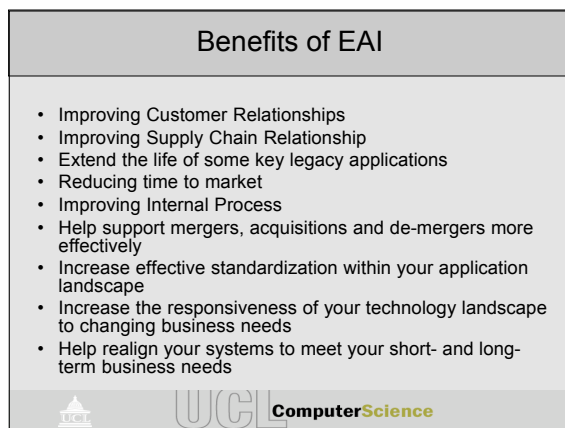 Benefits of EAI
• Improving Customer Relationships
• Improving Supply Chain Relationship
• Extend the life of some key legacy applications
• Reducing time to market
• Improving Internal Process
• Help support mergers, acquisitions and de-mergers more
effectively
• Increase effective standardization within your application
landscape
• Increase the responsiveness of your technology landscape
to changing business needs
• Help realign your systems to meet your short- and long-
term business needs
UCL
UCL ComputerScience